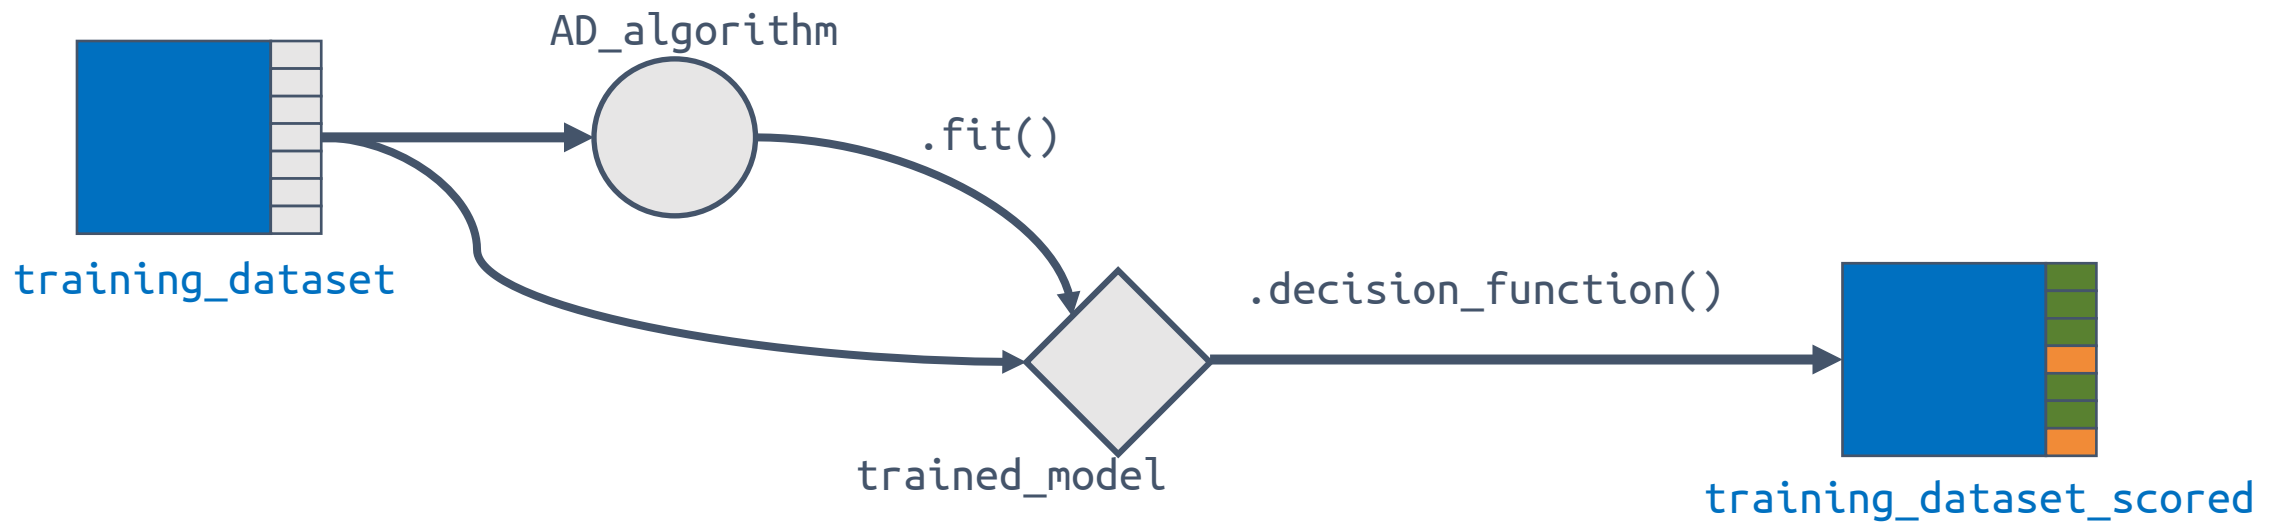 AD_algorithm
.fit()
training_dataset
.decision_function()
trained_model
training_dataset_scored